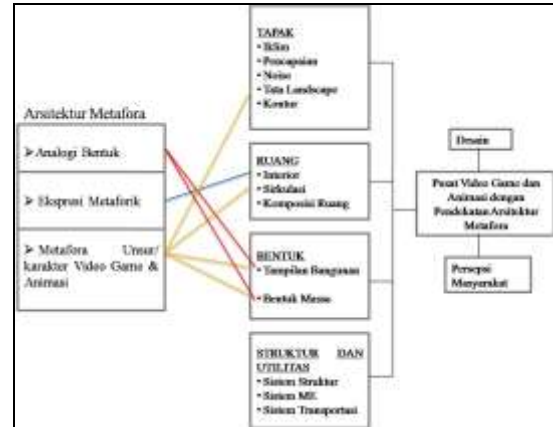 Arsitektur Metafora
➢ Analogi Bentuk
➢ Ekspresi Metaforik
➢ Metafora Unsur/
karakter Video Game &
Animasi
TAPAK
• Iklim
• Pencapaian
• Noise
• Tata Landscape
• Kontur
RUANG
• Interior
• Sirkulasi
• Komposisi Ruang
BENTUK
• Tampilan Bangunan
• Bentuk Massa
STRUKTUR DAN
UTILITAS
• Sistem Struktur
• Sistem ME
• Sistem Transportasi
Desain
Pusat Video Game dan
Animasi dengan
Pendekatan Arsitektur
Metafora
Persepsi
Masyarakat